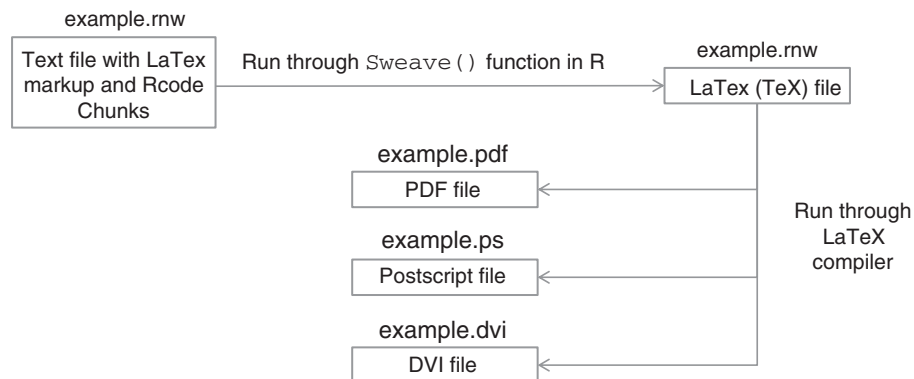 example.rnw
Text file with LaTex
markup and Rcode
Chunks
Run through Sweave() function in R
example.rnw
LaTex (TeX) file
example.pdf
PDF file
example.ps
Postscript file
example.dvi
DVI file
Run through
LaTeX
compiler